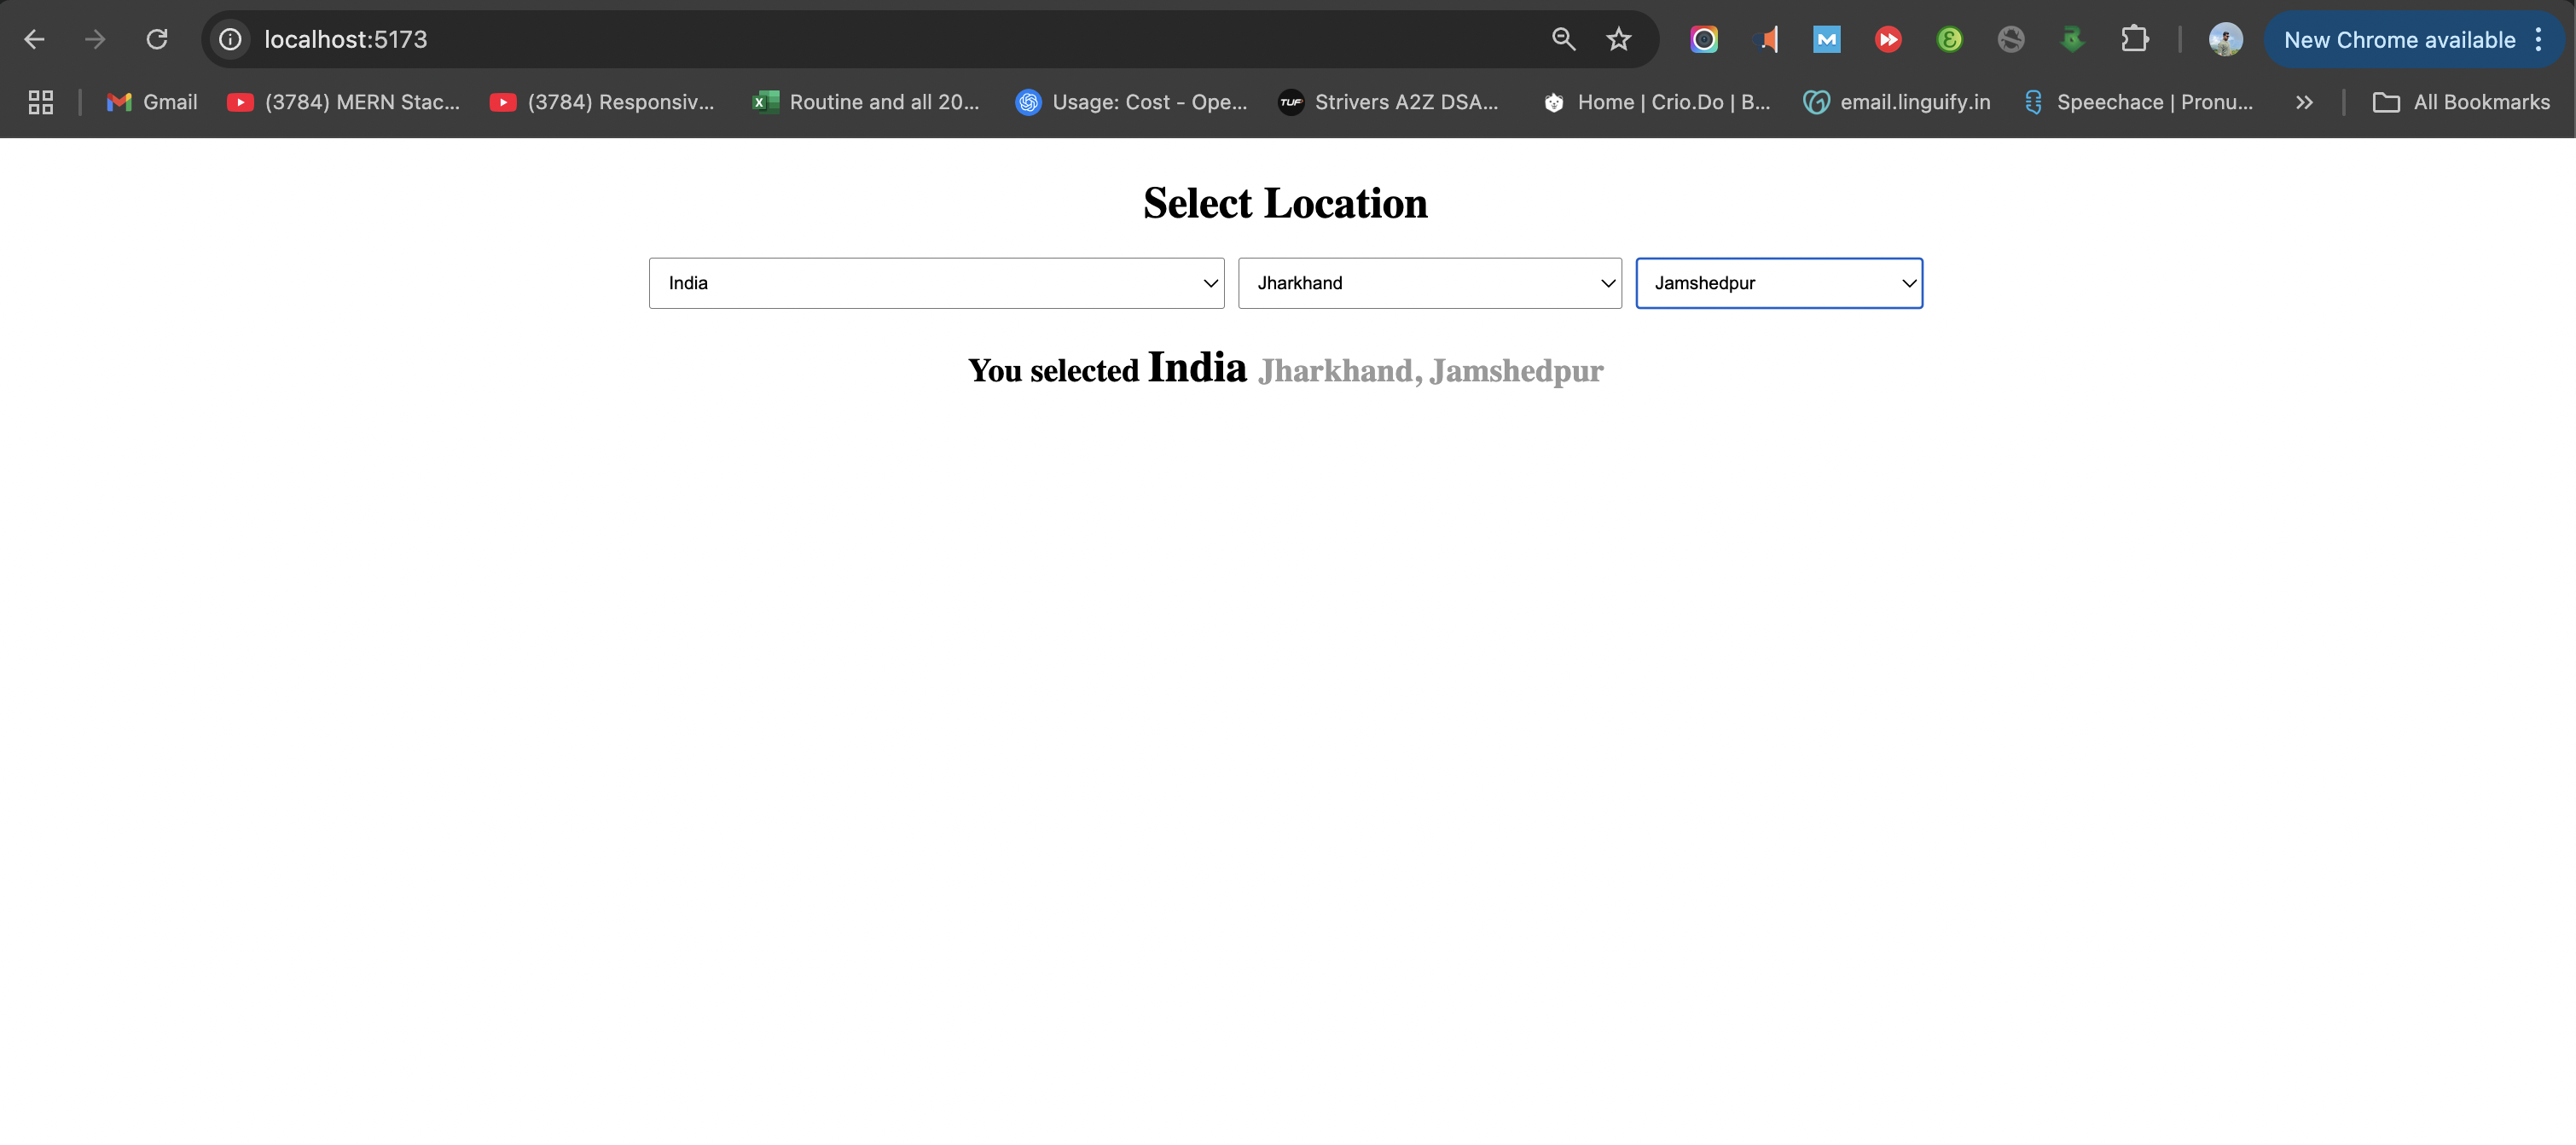 localhost:5173
New Chrome available
Gmail (3784) MERN Stac... (3784) Responsiv... Routine and all 20... Usage: Cost - Ope... TUF Strivers A2Z DSA... Home | Crio.Do | B... email.linguify.in Speechace | Pronu... All Bookmarks
Select Location
India Jharkhand Jamshedpur
You selected India Jharkhand, Jamshedpur